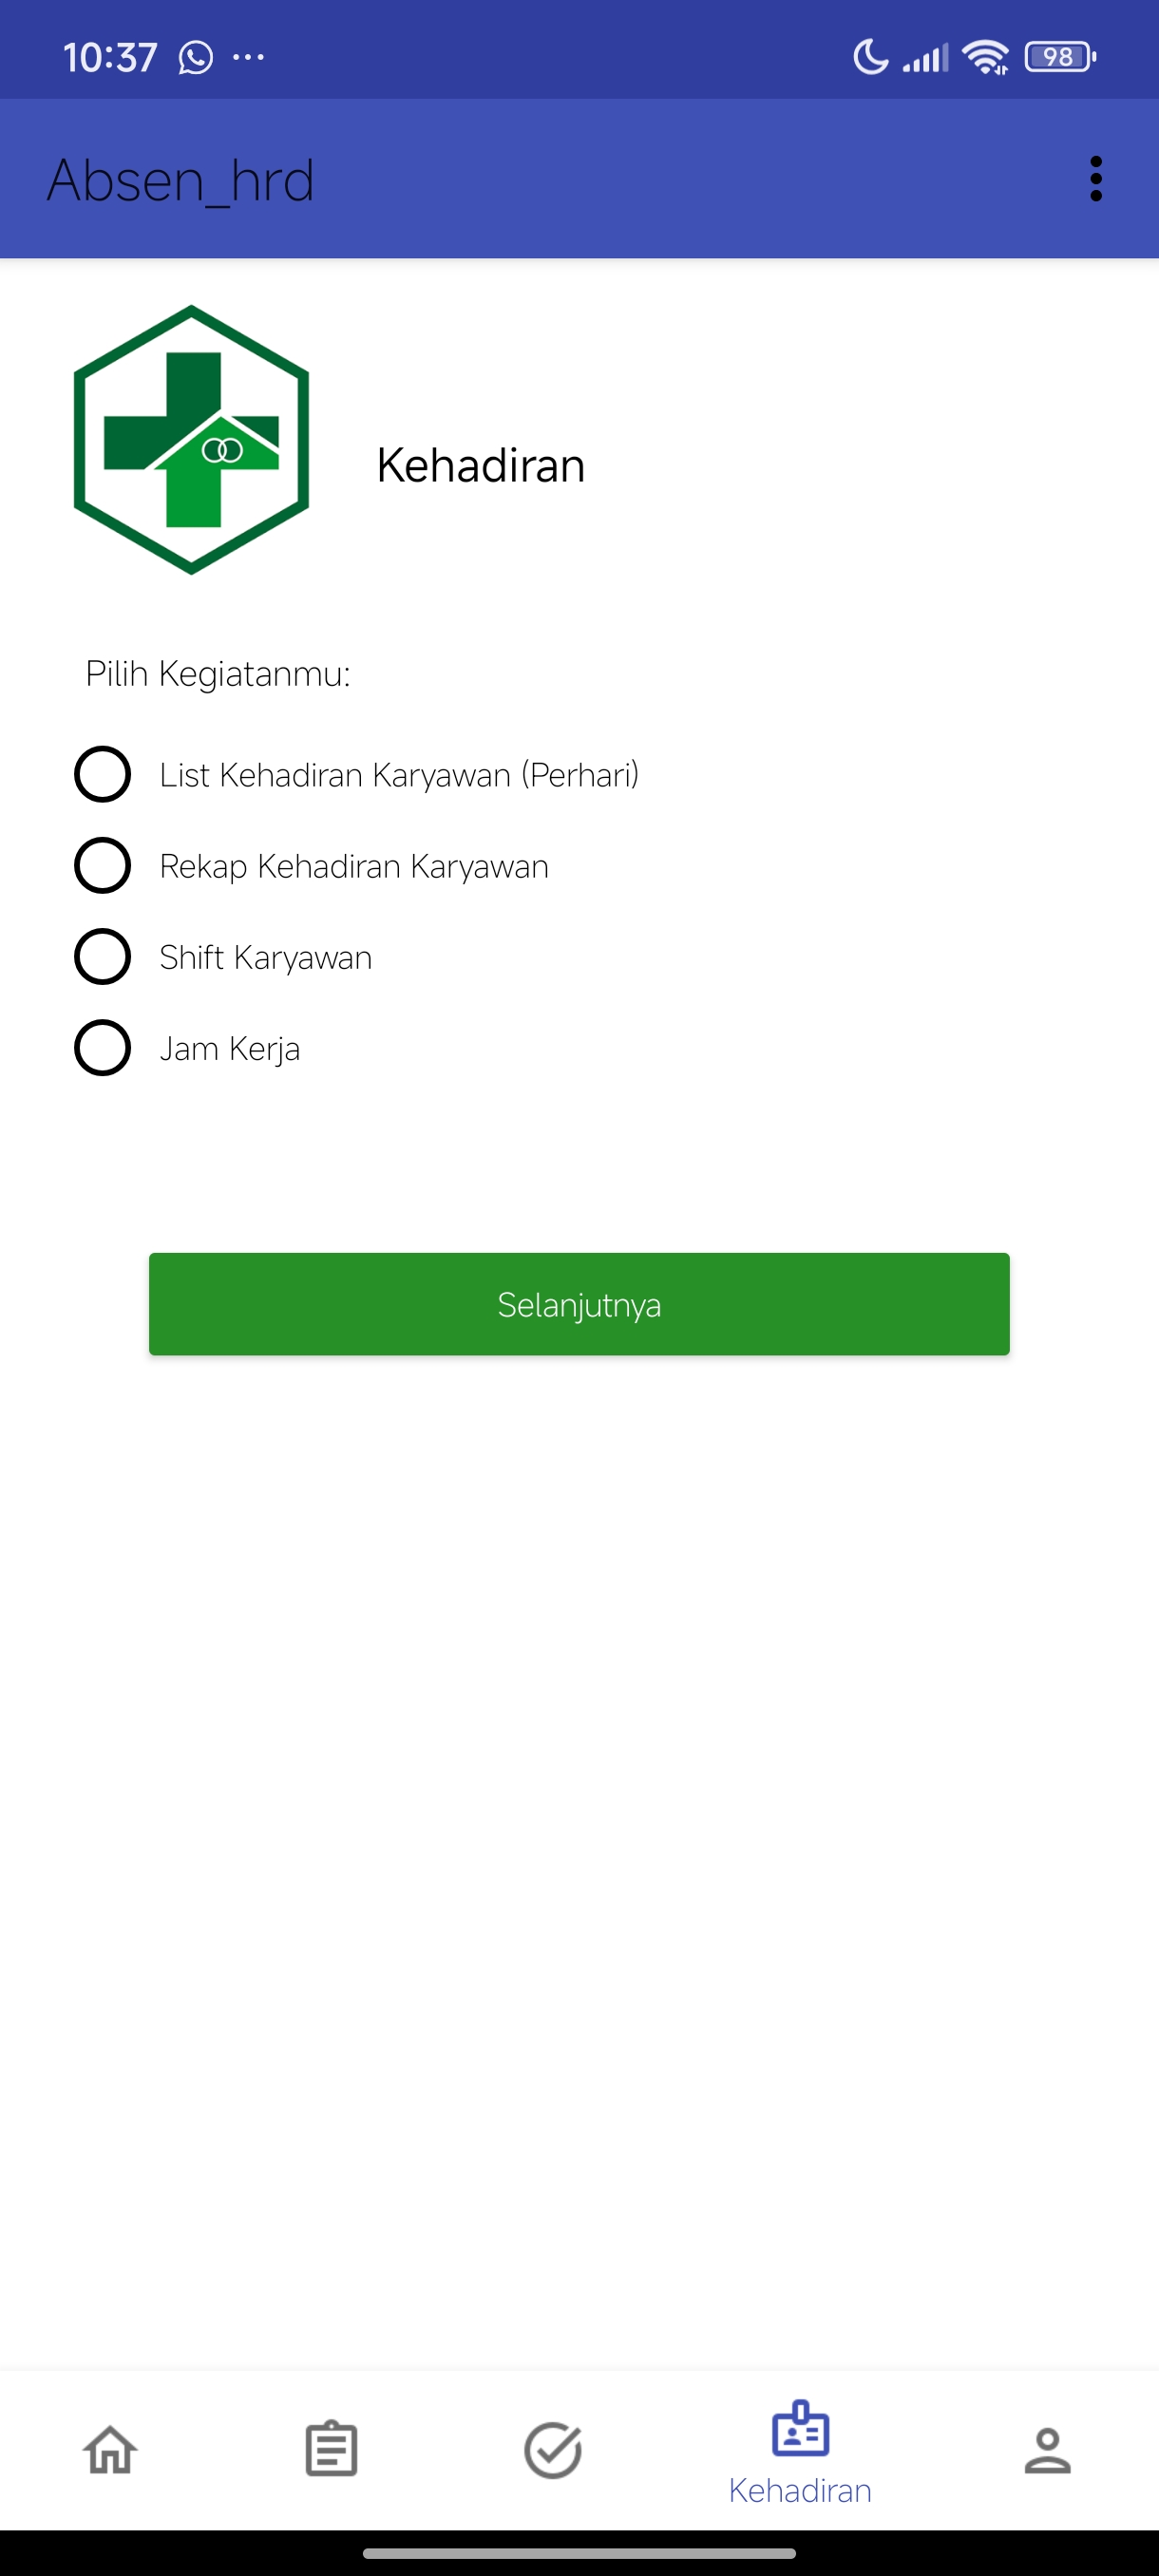 10:37
98
Absen_hrd
Kehadiran
Pilih Kegiatanmu:
List Kehadiran Karyawan (Perhari)
Rekap Kehadiran Karyawan
Shift Karyawan
Jam Kerja
Selanjutnya
Kehadiran